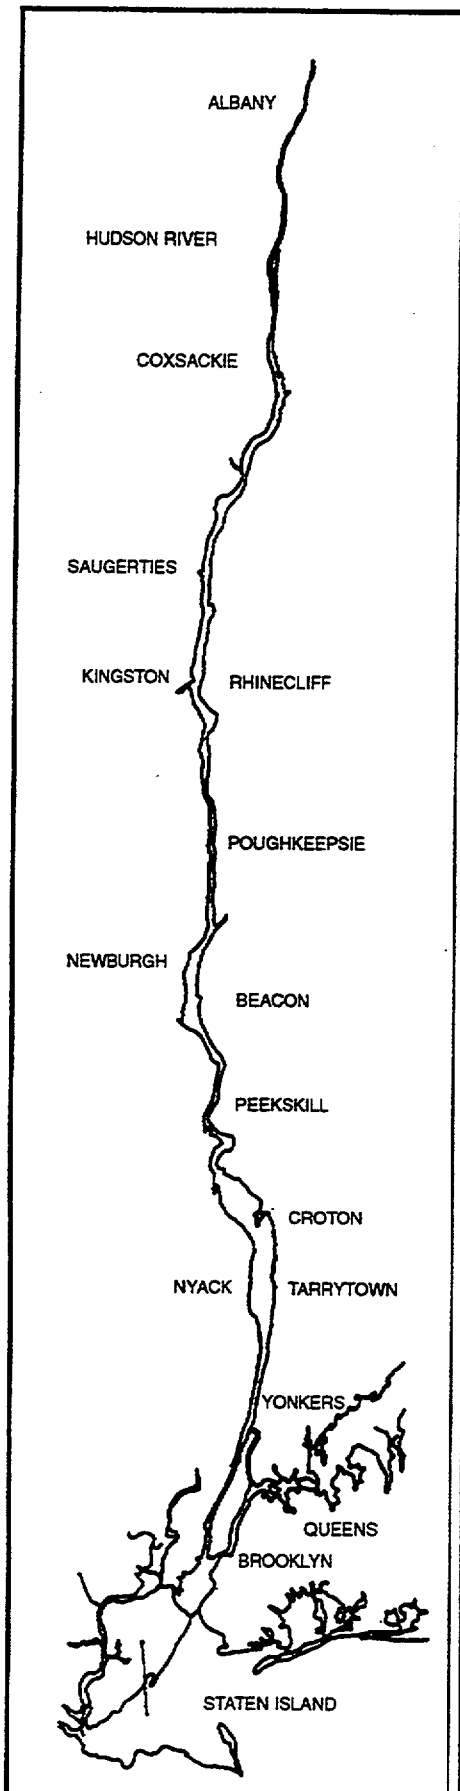 ALBANY
HUDSON RIVER
COXSACKIE
SAUGERTIES
KINGSTON
RHINECLIFF
POUGHKEEPSIE
NEWBURGH
BEACON
PEEKSKILL
CROTON
NYACK
TARRYTOWN
YONKERS
QUEENS
BROOKLYN
STATEN ISLAND